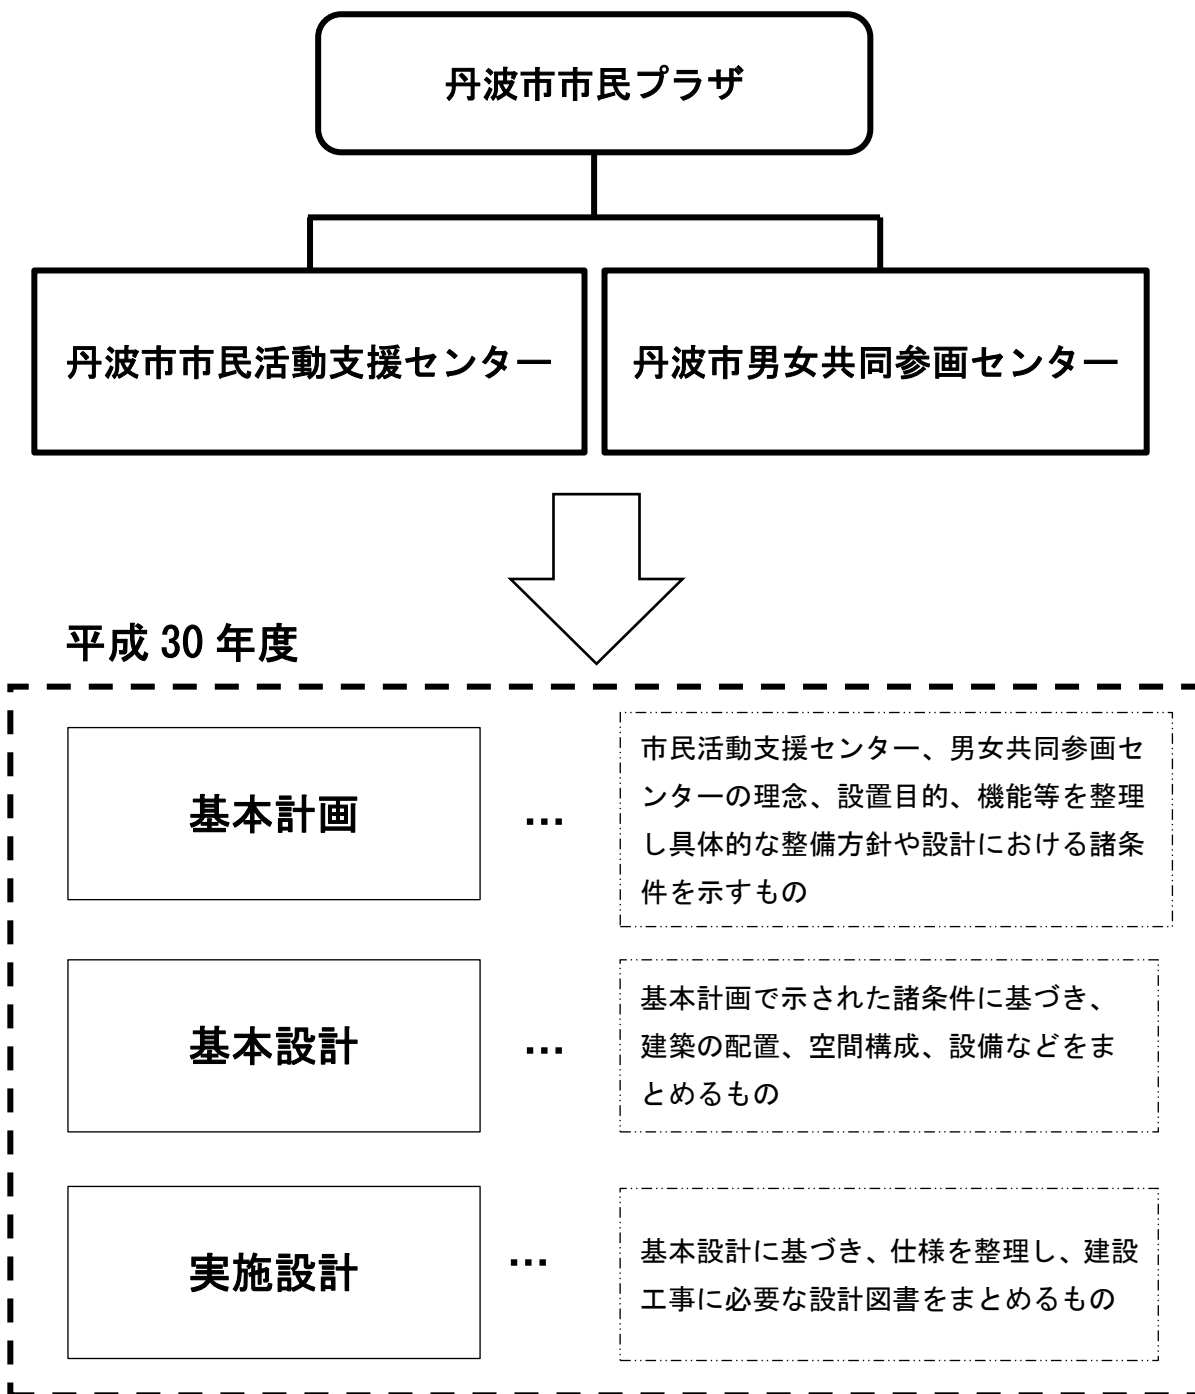 丹波市市民プラザ
丹波市市民活動支援センター
丹波市男女共同参画センター
平成 30 年度
基本計画
…
市民活動支援センター、男女共同参画セ
ンターの理念、設置目的、機能等を整理
し具体的な整備方針や設計における諸条
件を示すもの
基本設計
…
基本計画で示された諸条件に基づき、
建築の配置、空間構成、設備などをま
とめるもの
実施設計
…
基本設計に基づき、仕様を整理し、建設
工事に必要な設計図書をまとめるもの